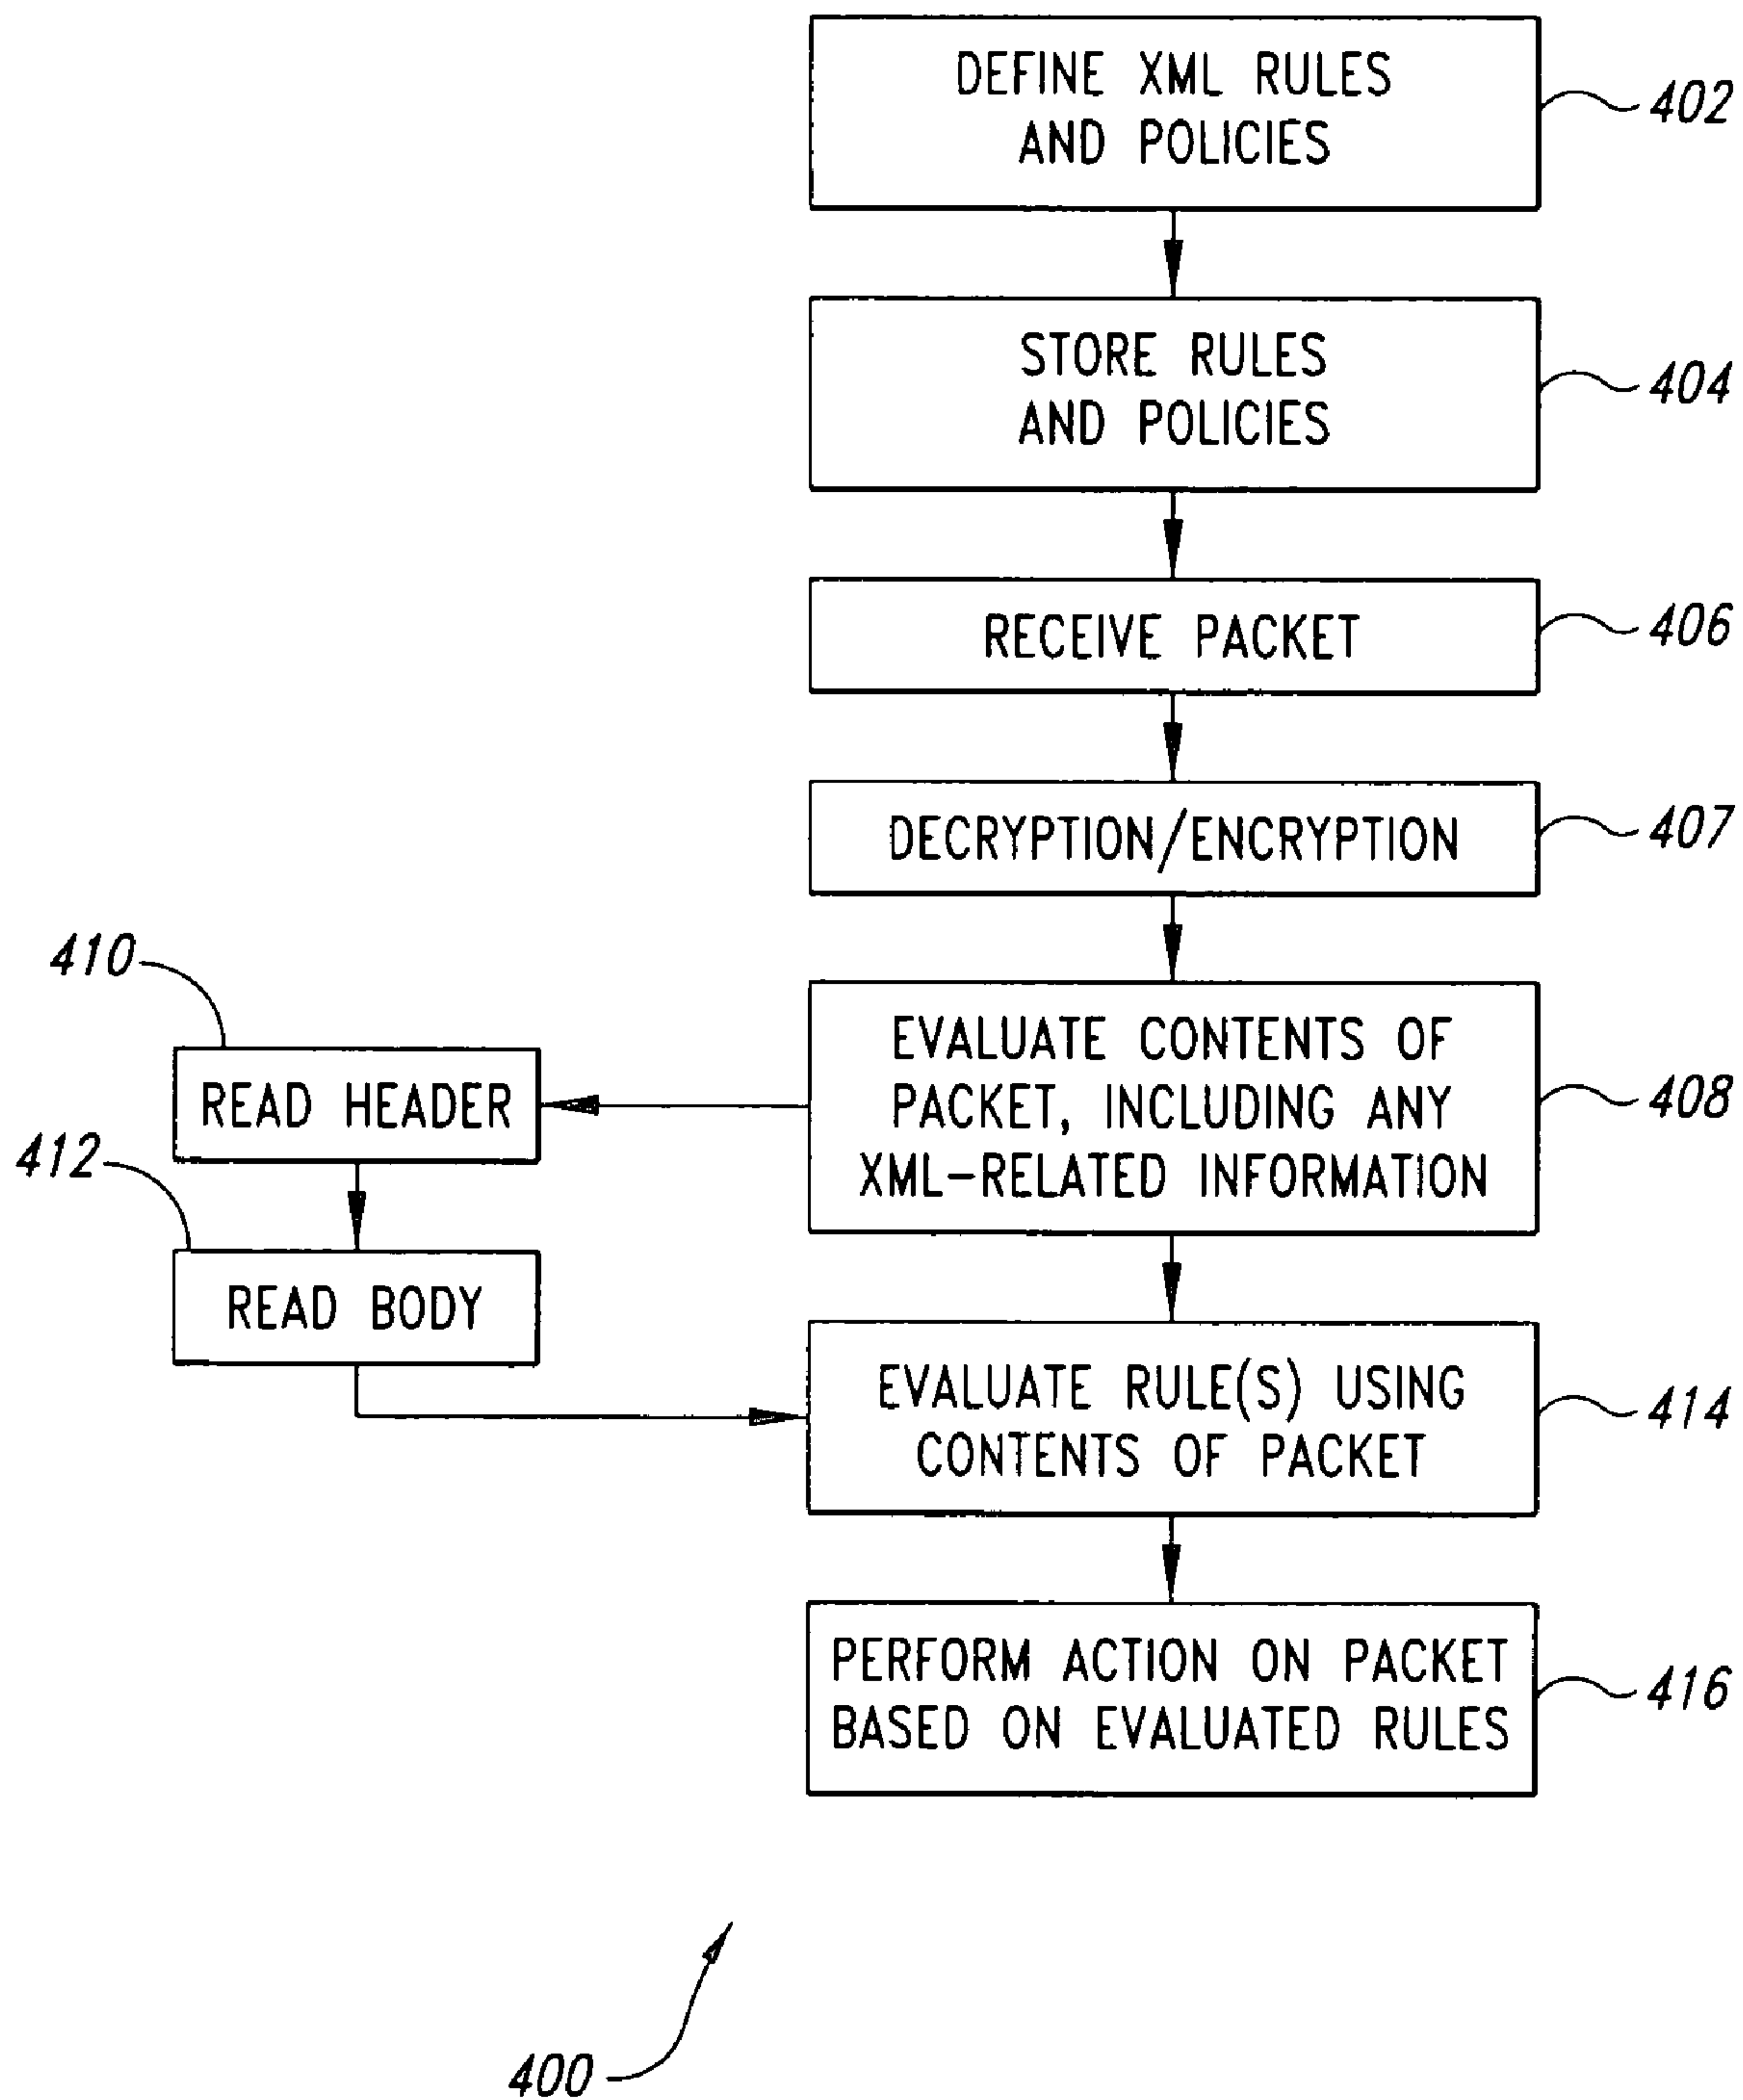 DEFINE XML RULES
AND POLICIES
402
STORE RULES
AND POLICIES
404
RECEIVE PACKET
406
DECRYPTION/ENCRYPTION
407
EVALUATE CONTENTS OF
PACKET, INCLUDING ANY
XML-RELATED INFORMATION
408
410
READ HEADER
412
READ BODY
EVALUATE RULE(S) USING
CONTENTS OF PACKET
414
PERFORM ACTION ON PACKET
BASED ON EVALUATED RULES
416
400